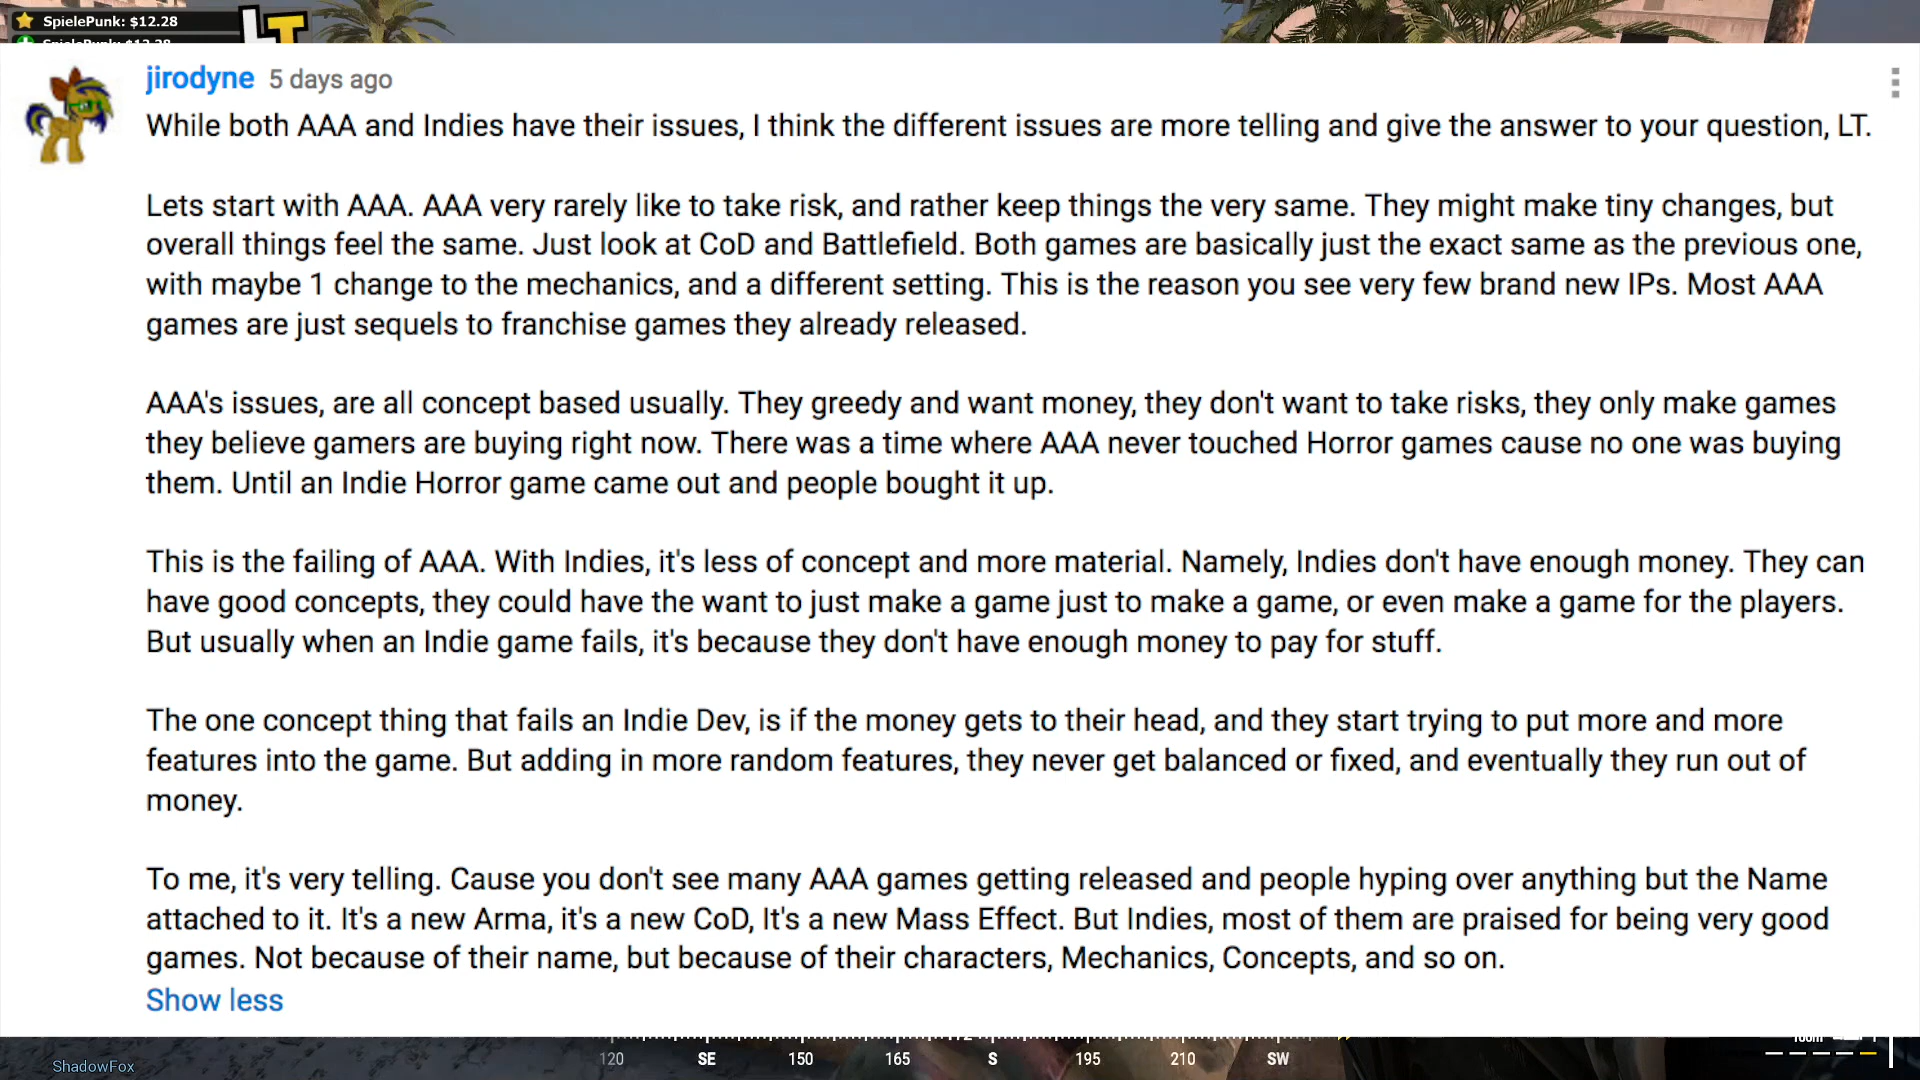 SpielePunk: $12.28
SpielePunk: $12.28
LT
jirodyne 5 days ago
While both AAA and Indies have their issues, I think the different issues are more telling and give the answer to your question, LT.
Lets start with AAA. AAA very rarely like to take risk, and rather keep things the very same. They might make tiny changes, but
overall things feel the same. Just look at CoD and Battlefield. Both games are basically just the exact same as the previous one,
with maybe 1 change to the mechanics, and a different setting. This is the reason you see very few brand new IPs. Most AAA
games are just sequels to franchise games they already released.
AAA's issues, are all concept based usually. They greedy and want money, they don't want to take risks, they only make games
they believe gamers are buying right now. There was a time where AAA never touched Horror games cause no one was buying
them. Until an Indie Horror game came out and people bought it up.
This is the failing of AAA. With Indies, it's less of concept and more material. Namely, Indies don't have enough money. They can
have good concepts, they could have the want to just make a game just to make a game, or even make a game for the players.
But usually when an Indie game fails, it's because they don't have enough money to pay for stuff.
The one concept thing that fails an Indie Dev, is if the money gets to their head, and they start trying to put more and more
features into the game. But adding in more random features, they never get balanced or fixed, and eventually they run out of
money.
To me, it's very telling. Cause you don't see many AAA games getting released and people hyping over anything but the Name
attached to it. It's a new Arma, it's a new CoD, It's a new Mass Effect. But Indies, most of them are praised for being very good
games. Not because of their name, but because of their characters, Mechanics, Concepts, and so on.
Show less
120 SE 150 165 S 195 210 SW
ShadowFox